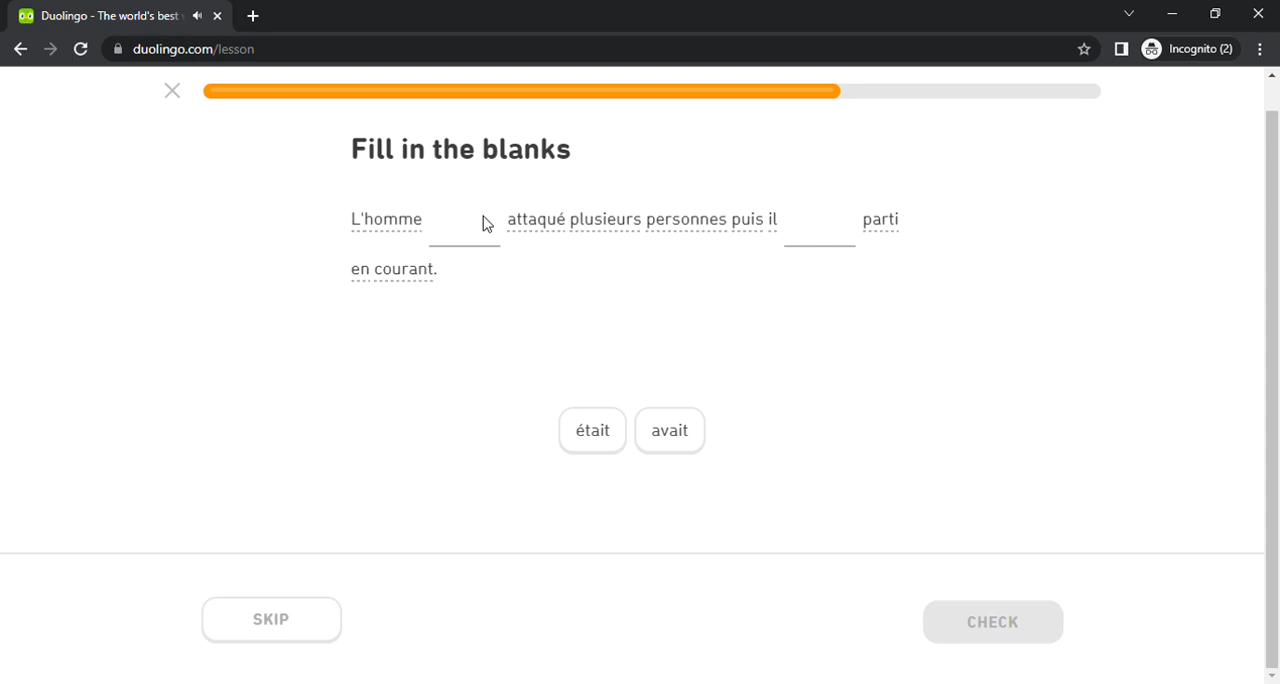 Duolingo - The world's best
duolingo.com/lesson
Incognito (2)
Fill in the blanks
L'homme attaqué plusieurs personnes puis il parti
en courant.
était avait
SKIP CHECK